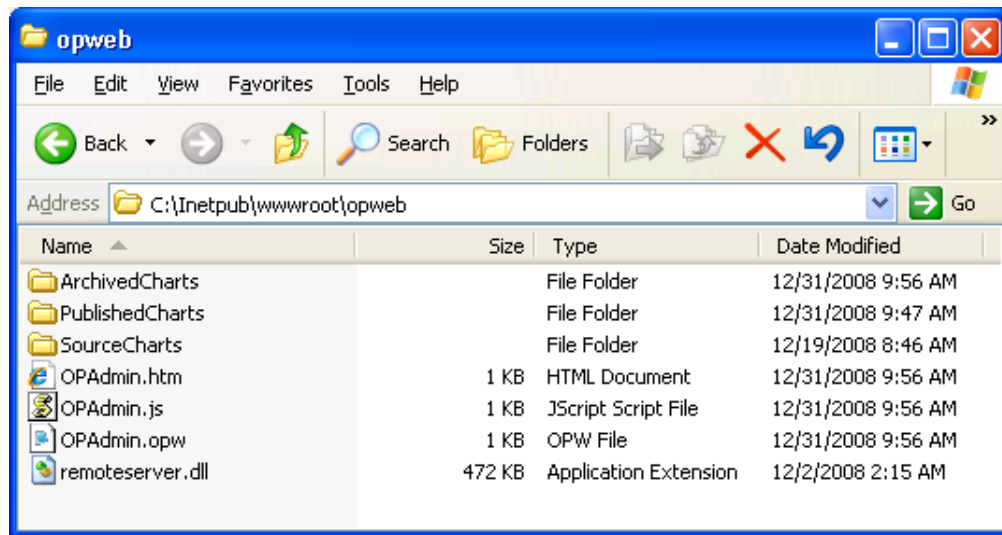 opweb
File Edit View Favorites Tools Help
Back Search Folders »
Address C:\Inetpub\wwwroot\opweb Go
Name Size Type Date Modified
ArchivedCharts File Folder 12/31/2008 9:56 AM
PublishedCharts File Folder 12/31/2008 9:47 AM
SourceCharts File Folder 12/19/2008 8:46 AM
OPAdmin.htm 1 KB HTML Document 12/31/2008 9:56 AM
OPAdmin.js 1 KB JScript Script File 12/31/2008 9:56 AM
OPAdmin.opw 1 KB OPW File 12/31/2008 9:56 AM
remoteserver.dll 472 KB Application Extension 12/2/2008 2:15 AM